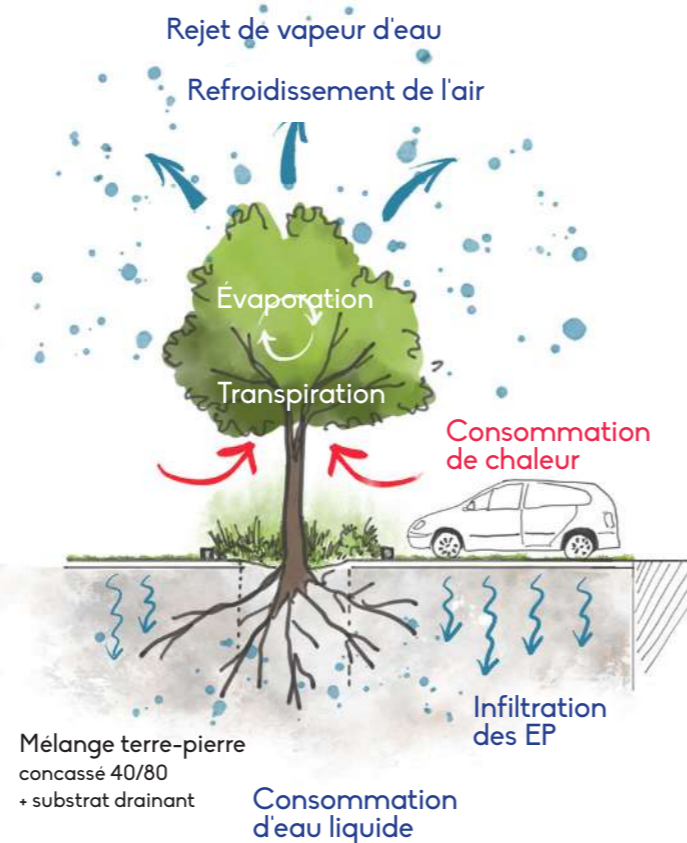 Rejet de vapeur d'eau
Refroidissement de l'air
Évaporation
Transpiration
Consommation
de chaleur
Infiltration
des EP
Mélange terre-pierre
concassé 40/80
+ substrat drainant
Consommation
d'eau liquide